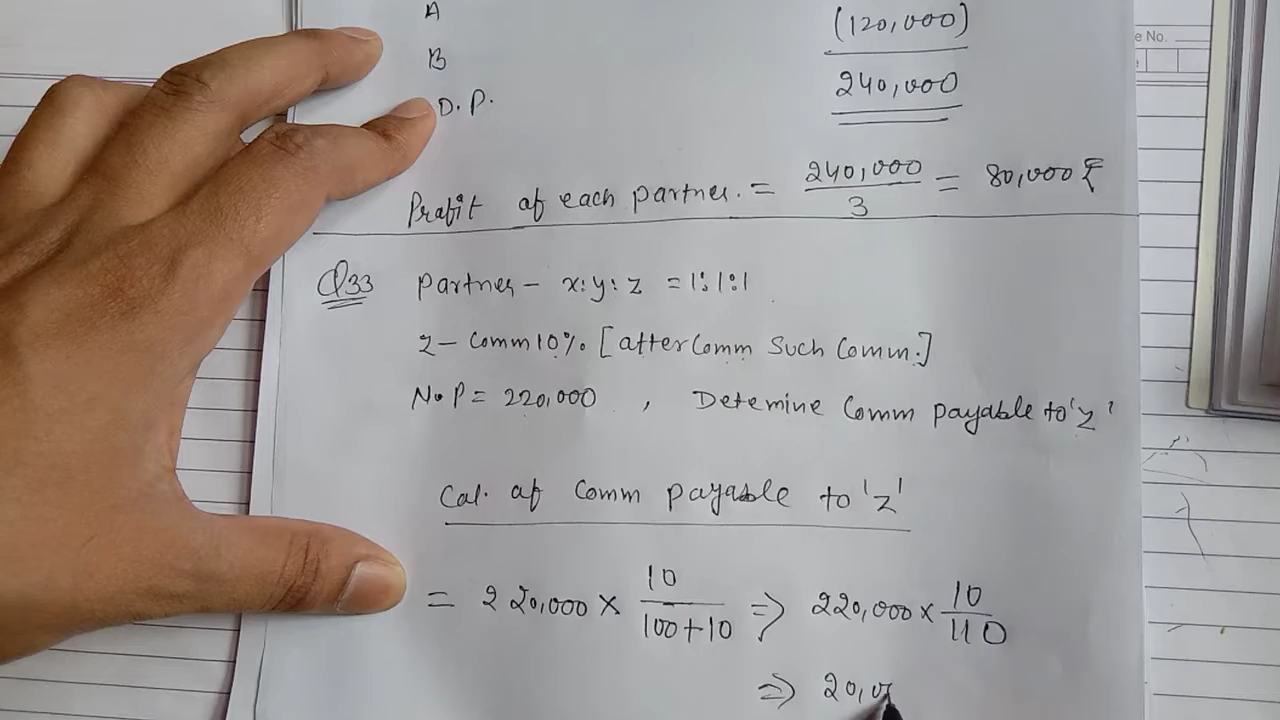 A
(120,000)
B
240,000
D.P.
Prafit of each partner. = 240,000 / 3 = 80,000 ₹
Q33 Partner - x:y:z = 1:1:1
z - Comm 10% [after Comm Such Comm.]
N.P = 220,000 , Detemine Comm payable to 'z'
Cal. of Comm payable to 'z'
= 220,000 × 10 / 100+10 ⇒ 220,000 × 10 / 110
⇒ 20,0
e No.